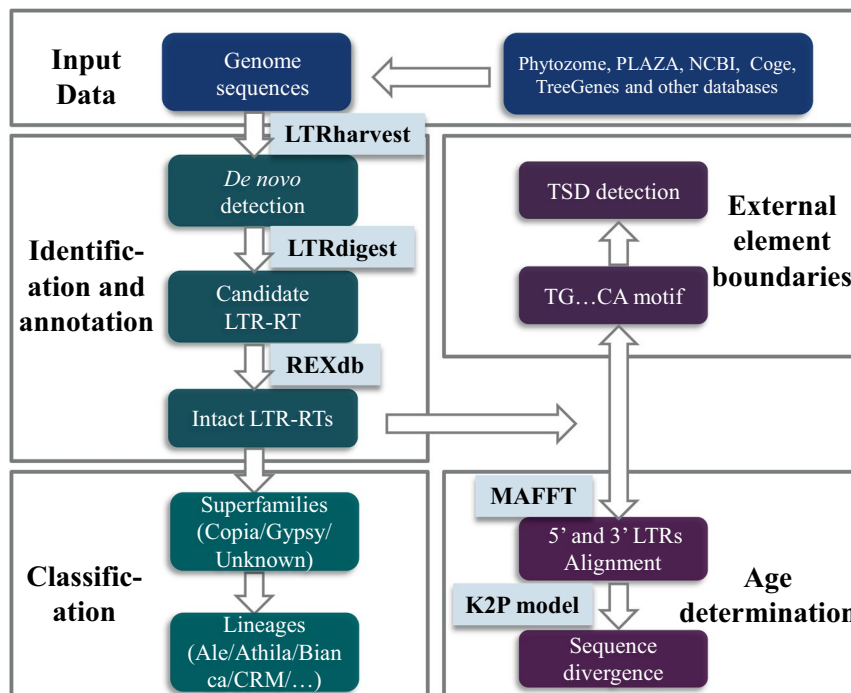 Input
Data
Genome
sequences
Phytozome, PLAZA, NCBI, Coge,
TreeGenes and other databases
LTRharvest
Identific-
ation and
annotation
De novo
detection
LTRdigest
Candidate
LTR-RT
REXdb
Intact LTR-RTs
TSD detection
TG…CA motif
External
element
boundaries
Classific-
ation
Superfamilies
(Copia/Gypsy/
Unknown)
Lineages
(Ale/Athila/Bian
ca/CRM/…)
MAFFT
5’ and 3’ LTRs
Alignment
K2P model
Sequence
divergence
Age
determination